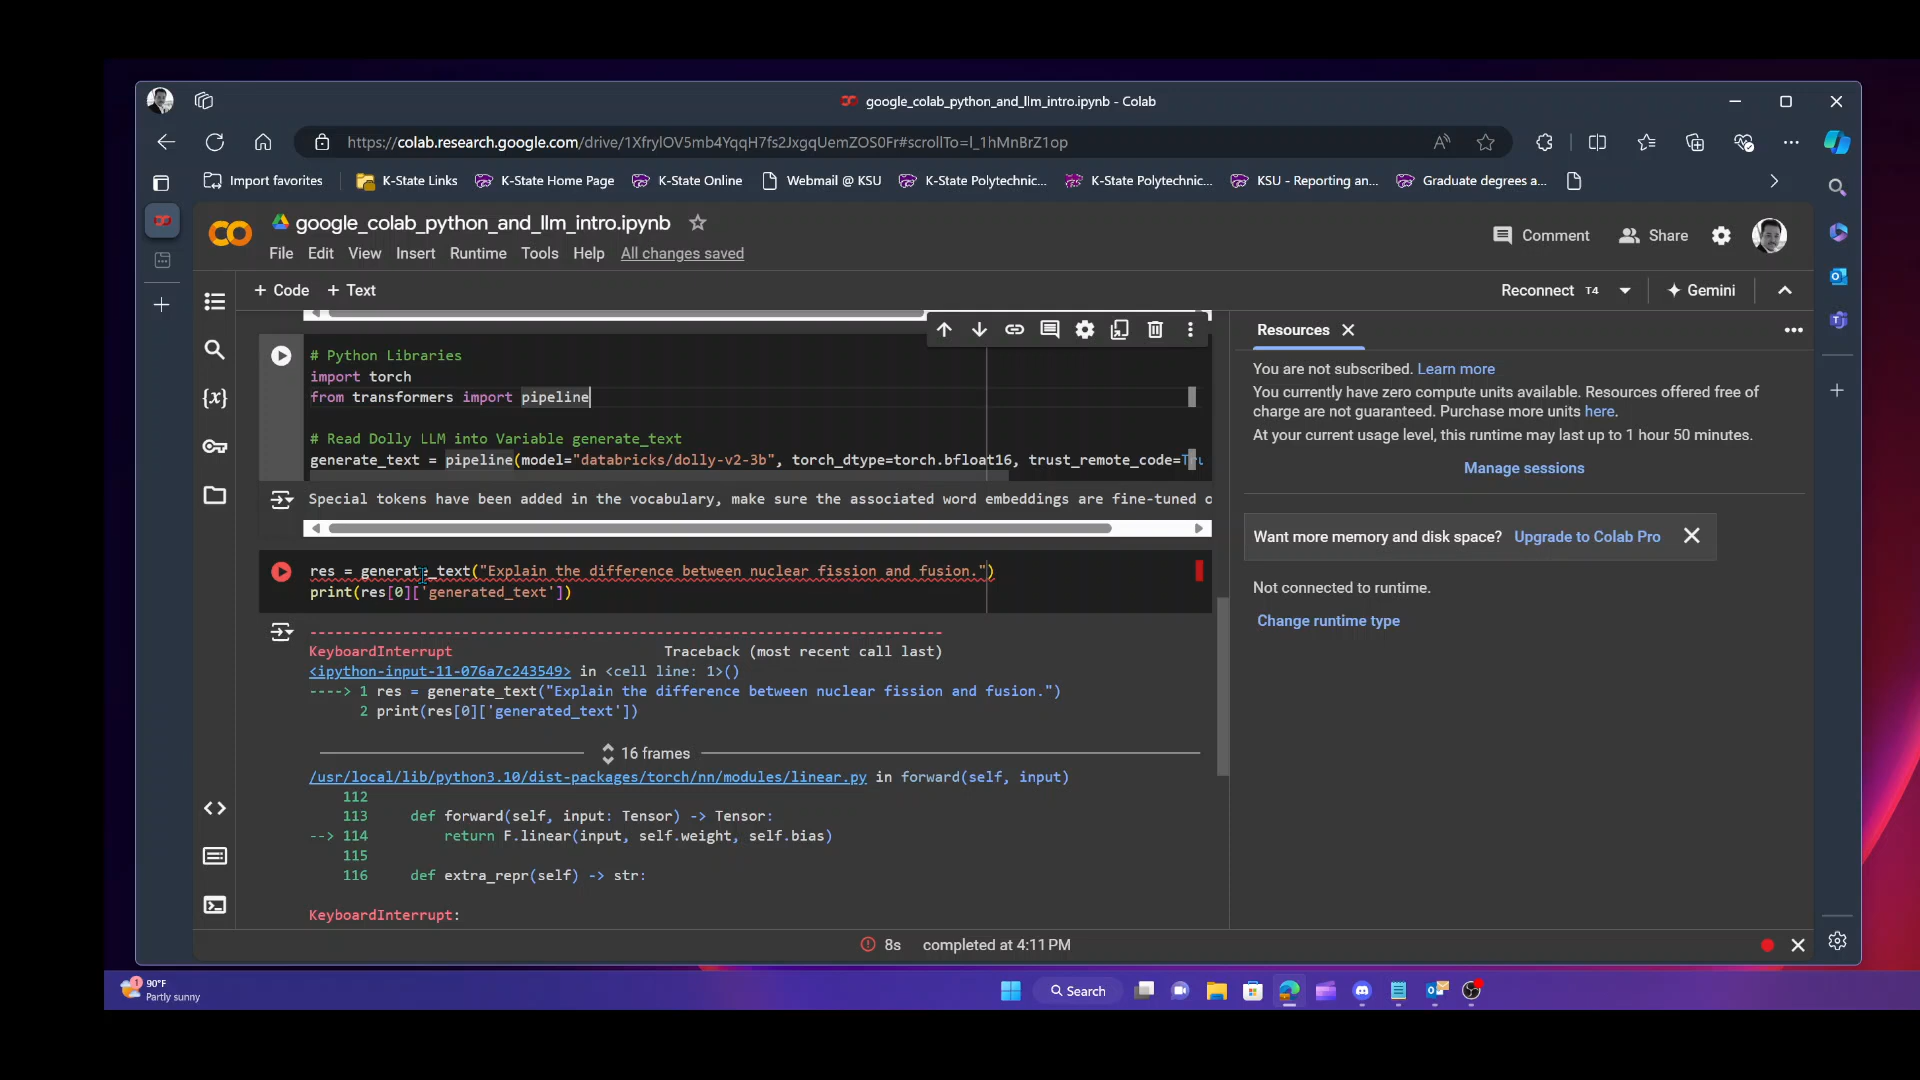 google_colab_python_and_llm_intro.ipynb - Colab
https://colab.research.google.com/drive/1XfrylOV5mb4YqqH7fs2JxgqUemZOS0Fr#scrollTo=l_1hMnBrZ1op
Import favorites
K-State Links
K-State Home Page
K-State Online
Webmail @ KSU
K-State Polytechnic...
K-State Polytechnic...
KSU - Reporting an...
Graduate degrees a...
google_colab_python_and_llm_intro.ipynb
Comment
Share
File Edit View Insert Runtime Tools Help All changes saved
+ Code + Text
Reconnect T4
Gemini
# Python Libraries
import torch
from transformers import pipeline
# Read Dolly LLM into Variable generate_text
generate_text = pipeline(model="databricks/dolly-v2-3b", torch_dtype=torch.bfloat16, trust_remote_code=Tru
Special tokens have been added in the vocabulary, make sure the associated word embeddings are fine-tuned o
res = generate_text("Explain the difference between nuclear fission and fusion.")
print(res[0]['generated_text'])
---------------------------------------------------------------------------
KeyboardInterrupt Traceback (most recent call last)
<ipython-input-11-076a7c243549> in <cell line: 1>()
----> 1 res = generate_text("Explain the difference between nuclear fission and fusion.")
2 print(res[0]['generated_text'])
16 frames
/usr/local/lib/python3.10/dist-packages/torch/nn/modules/linear.py in forward(self, input)
112
113 def forward(self, input: Tensor) -> Tensor:
--> 114 return F.linear(input, self.weight, self.bias)
115
116 def extra_repr(self) -> str:
KeyboardInterrupt:
Resources
You are not subscribed. Learn more
You currently have zero compute units available. Resources offered free of
charge are not guaranteed. Purchase more units here.
At your current usage level, this runtime may last up to 1 hour 50 minutes.
Manage sessions
Want more memory and disk space? Upgrade to Colab Pro
Not connected to runtime.
Change runtime type
8s completed at 4:11 PM
1
90°F
Partly sunny
Search